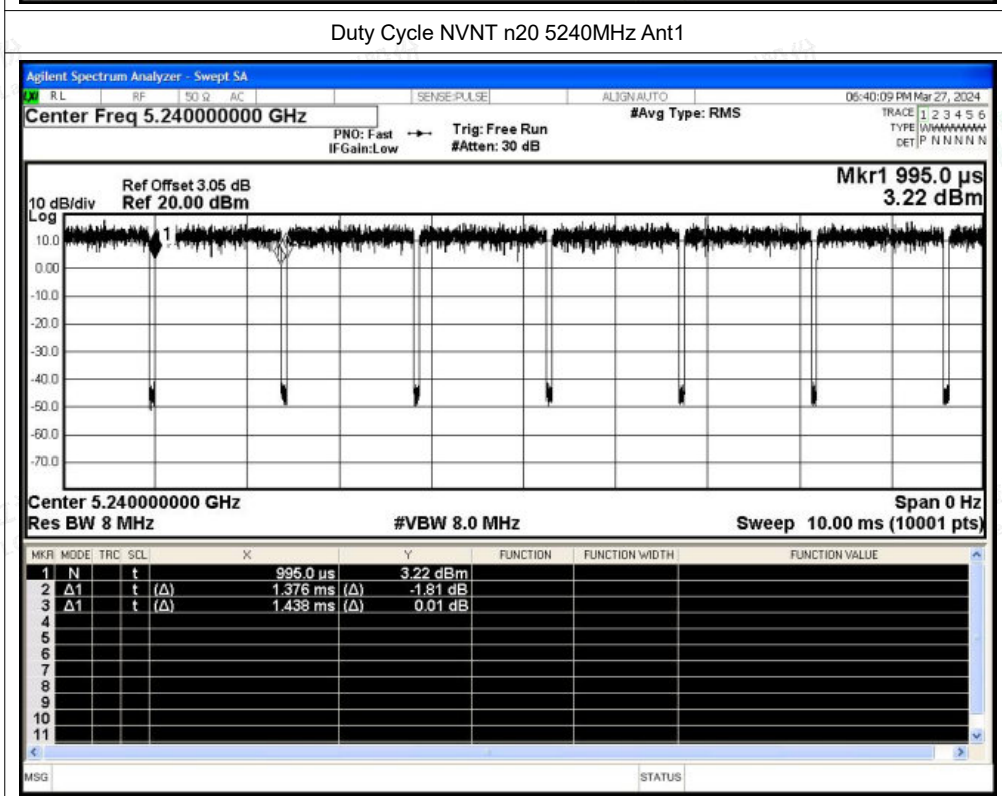 Duty Cycle NVNT n20 5240MHz Ant1
Agilent Spectrum Analyzer - Swept SA
LXI RL RF 50 Ω AC SENSE:PULSE ALIGNAUTO 06:40:09 PM Mar 27, 2024
Center Freq 5.240000000 GHz #Avg Type: RMS TRACE 1 2 3 4 5 6
PNO: Fast Trig: Free Run TYPE WWWWWW
IFGain:Low #Atten: 30 dB DET P N N N N N
Mkr1 995.0 µs
Ref Offset 3.05 dB
10 dB/div Ref 20.00 dBm 3.22 dBm
Log
1
10.0
0.00
-10.0
-20.0
-30.0
-40.0
-50.0
-60.0
-70.0
Center 5.240000000 GHz Span 0 Hz
Res BW 8 MHz #VBW 8.0 MHz Sweep 10.00 ms (10001 pts)
MKR MODE TRC SCL X Y FUNCTION FUNCTION WIDTH FUNCTION VALUE
1 N t 995.0 µs 3.22 dBm
2 Δ1 t (Δ) 1.376 ms (Δ) -1.81 dB
3 Δ1 t (Δ) 1.438 ms (Δ) 0.01 dB
4
5
6
7
8
9
10
11
MSG STATUS